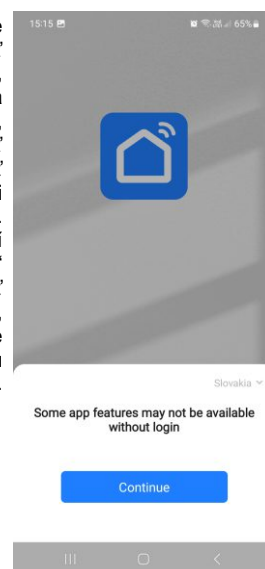 15:15
65%
Slovakia
Some app features may not be available
without login
Continue